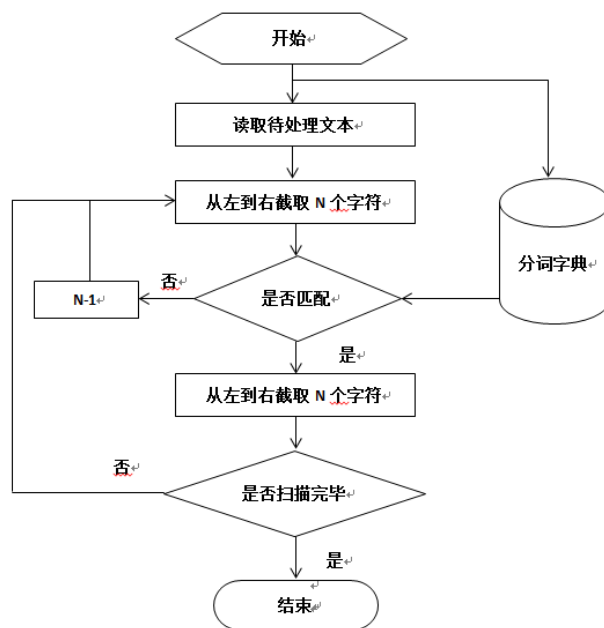 开始
读取待处理文本
从左到右截取 N 个字符
分词字典
否
是否匹配
N-1
是
从左到右截取 N 个字符
否
是否扫描完毕
是
结束